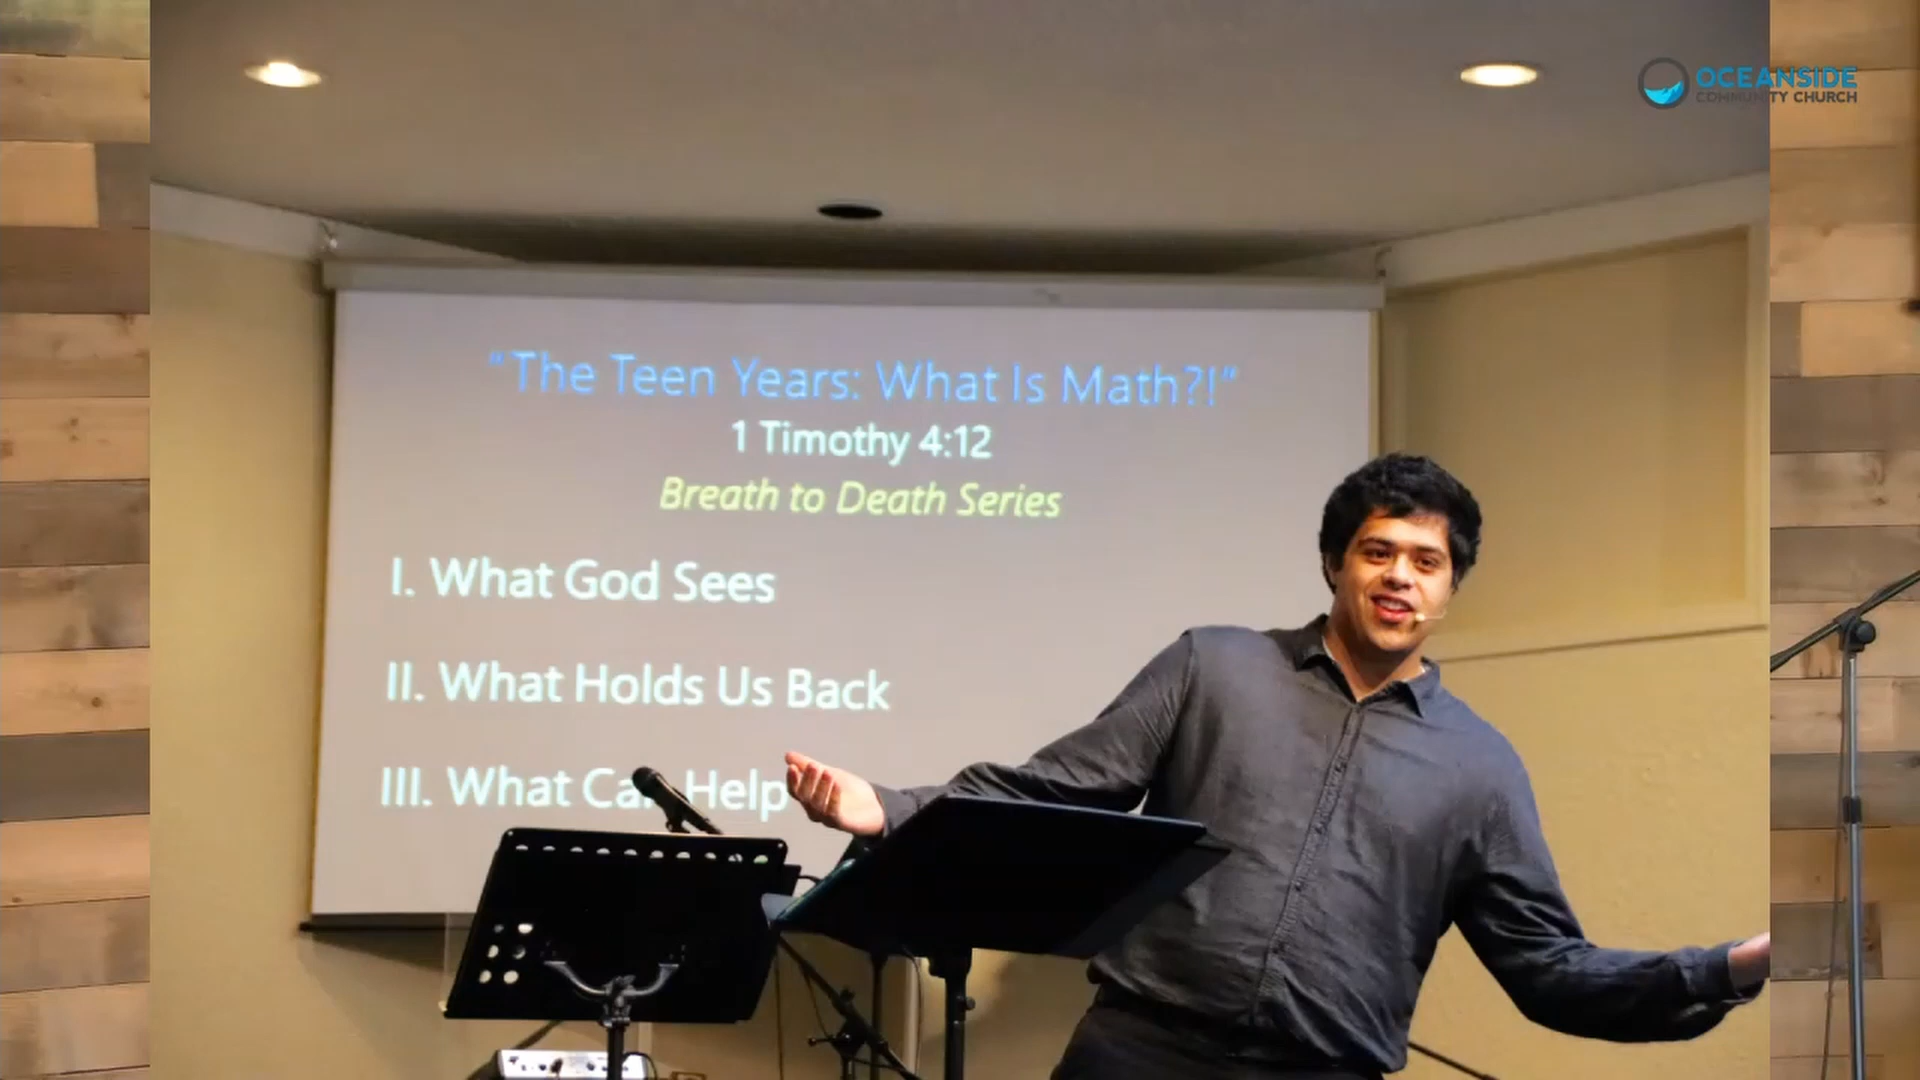 OCEANSIDE
COMMUNITY CHURCH
"The Teen Years: What Is Math?!"
1 Timothy 4:12
Breath to Death Series
I. What God Sees
II. What Holds Us Back
III. What Can Help